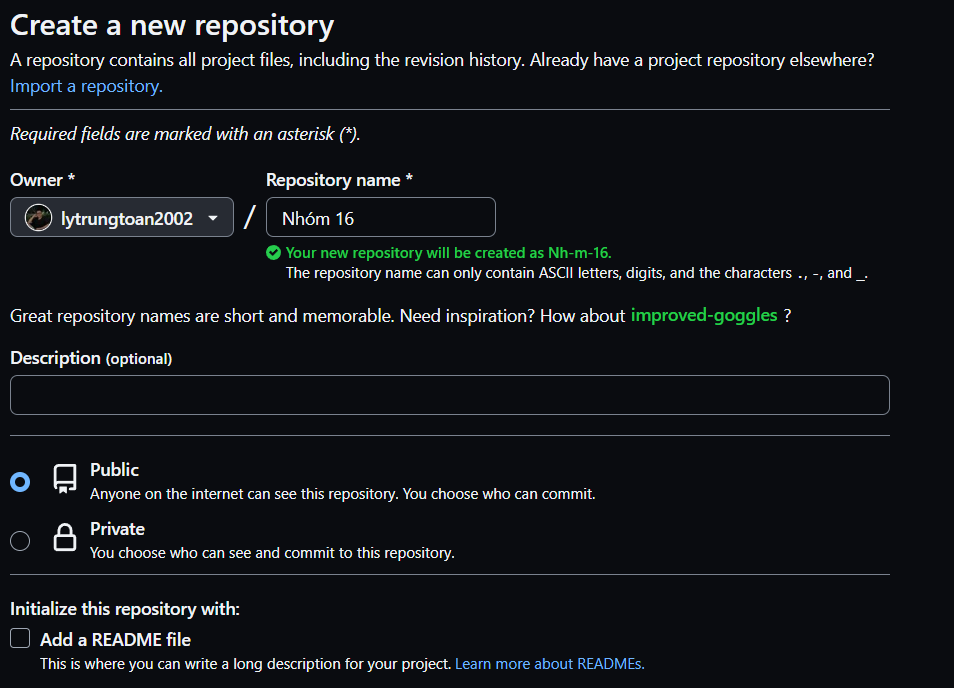 Create a new repository
A repository contains all project files, including the revision history. Already have a project repository elsewhere?
Import a repository.
Required fields are marked with an asterisk (*).
Owner * Repository name *
lytrungtoan2002 / Nhóm 16
Your new repository will be created as Nh-m-16.
The repository name can only contain ASCII letters, digits, and the characters ., -, and _.
Great repository names are short and memorable. Need inspiration? How about improved-goggles ?
Description (optional)
Public
Anyone on the internet can see this repository. You choose who can commit.
Private
You choose who can see and commit to this repository.
Initialize this repository with:
Add a README file
This is where you can write a long description for your project. Learn more about READMEs.